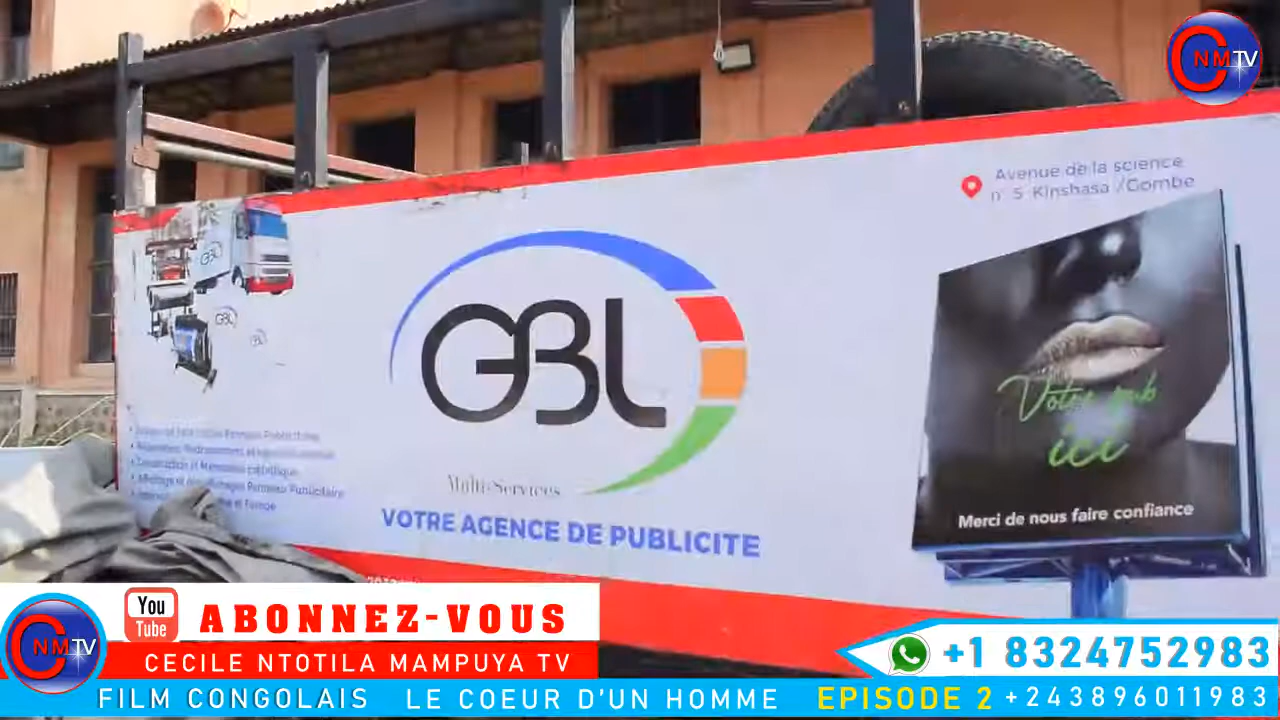 CNMTV
Avenue de la science
n° 5 Kinshasa /Gombe
GBL
GBL
GBL
Multi-Services
VOTRE AGENCE DE PUBLICITE
Votre pub
ici
Merci de nous faire confiance
You
Tube
ABONNEZ-VOUS
CNMTV
CECILE NTOTILA MAMPUYA TV
+1 8324752983
FILM CONGOLAIS LE COEUR D'UN HOMME EPISODE 2 +243896011983